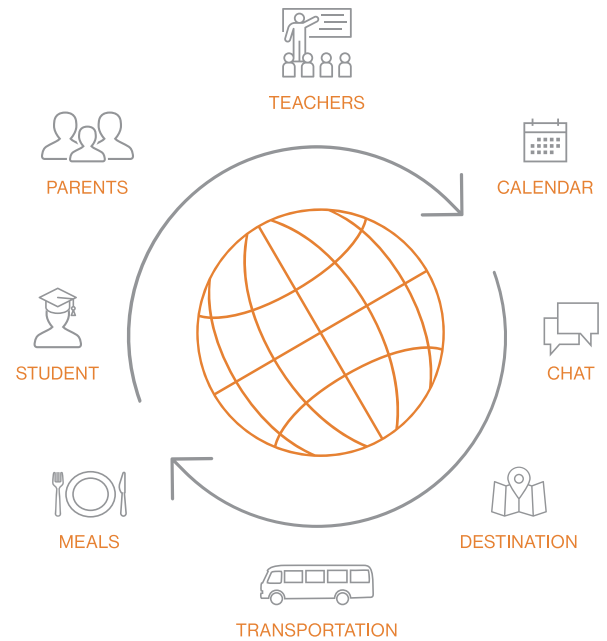 TEACHERS
PARENTS
CALENDAR
STUDENT
CHAT
MEALS
DESTINATION
TRANSPORTATION